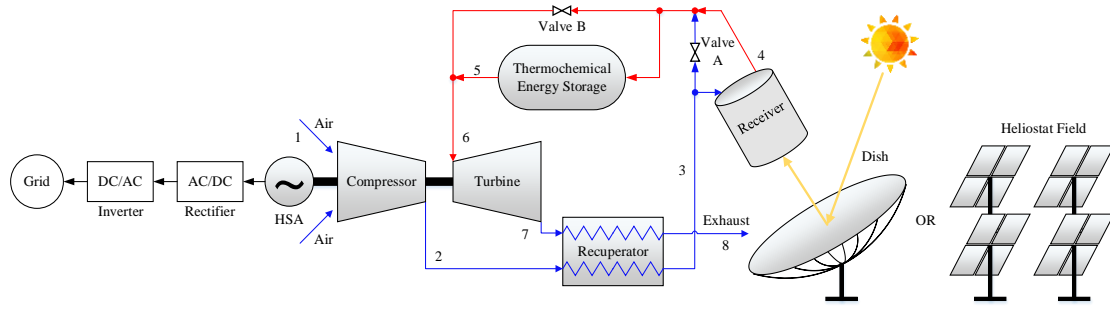 Valve B
Valve
A
4
5
Thermochemical
Energy Storage
Receiver
Air
1
6
3
Heliostat Field
Dish
Grid
DC/AC
AC/DC
Compressor
Turbine
Inverter
Rectifier
HSA
Air
2
7
Recuperator
Exhaust
8
OR